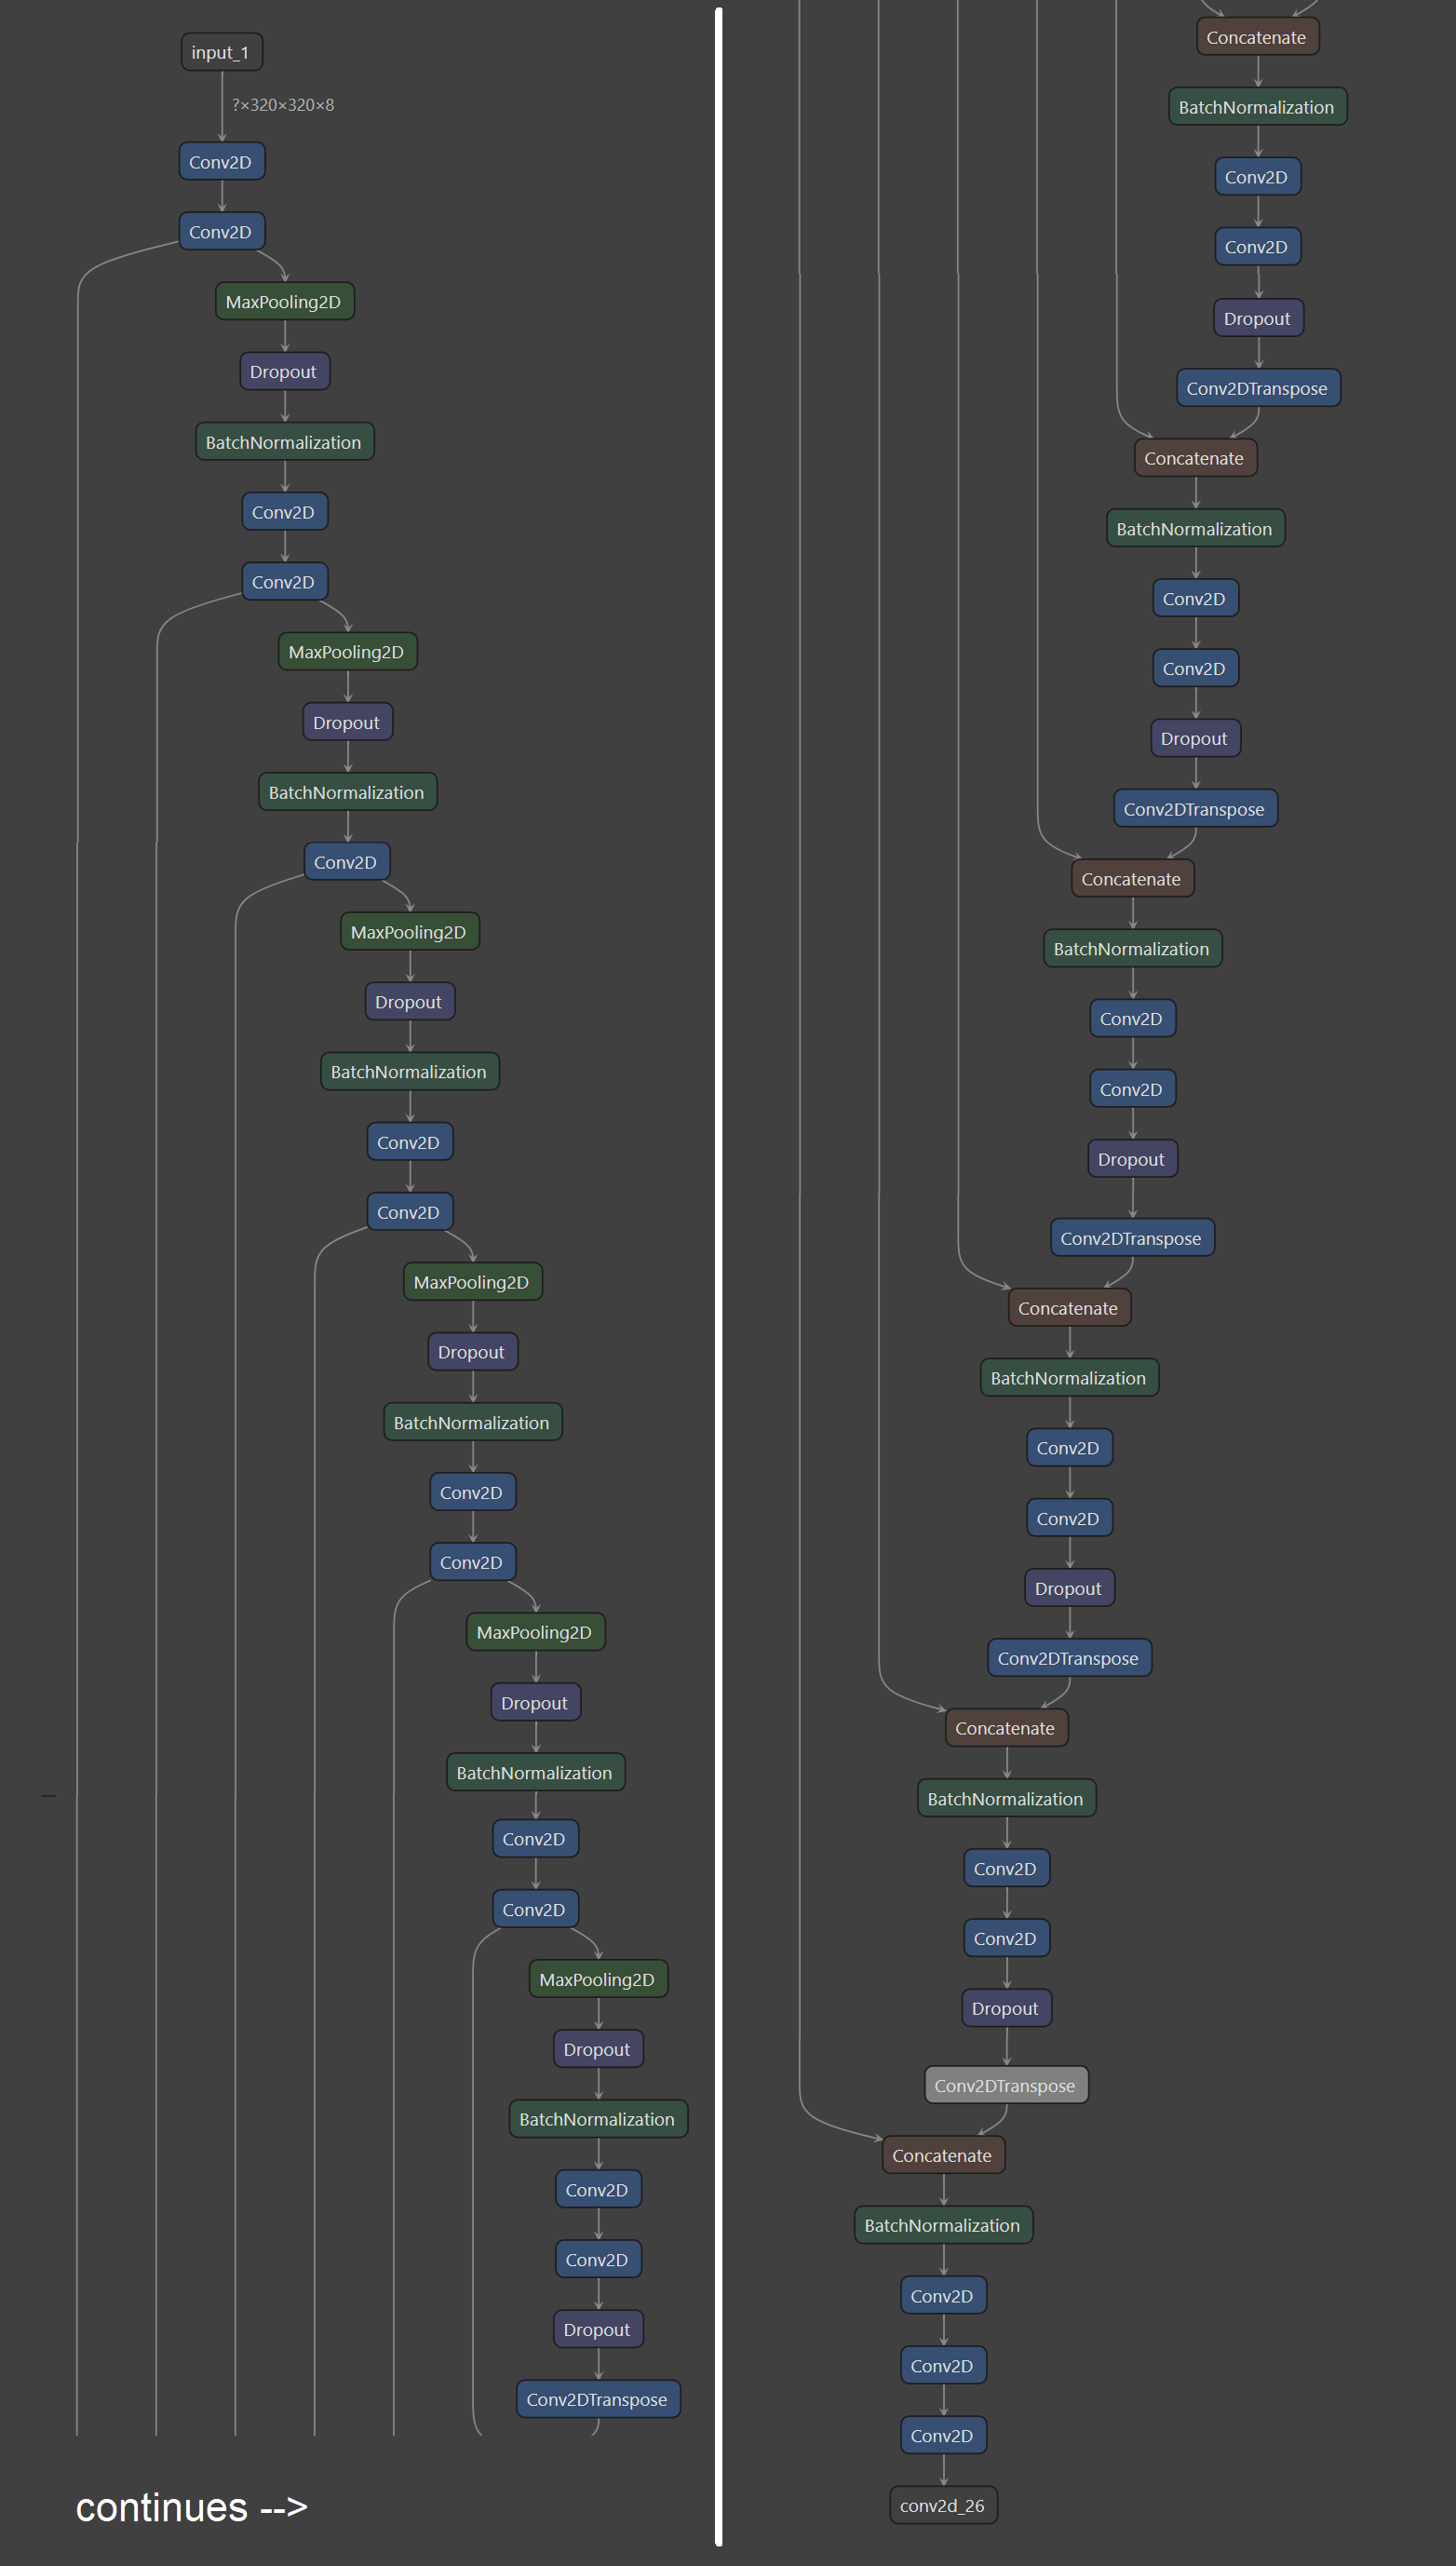 input_1
?×320×320×8
Conv2D
Conv2D
MaxPooling2D
Dropout
BatchNormalization
Conv2D
Conv2D
MaxPooling2D
Dropout
BatchNormalization
Conv2D
MaxPooling2D
Dropout
BatchNormalization
Conv2D
Conv2D
MaxPooling2D
Dropout
BatchNormalization
Conv2D
Conv2D
MaxPooling2D
Dropout
BatchNormalization
Conv2D
Conv2D
MaxPooling2D
Dropout
BatchNormalization
Conv2D
Conv2D
Dropout
Conv2DTranspose
continues -->
Concatenate
BatchNormalization
Conv2D
Conv2D
Dropout
Conv2DTranspose
Concatenate
BatchNormalization
Conv2D
Conv2D
Dropout
Conv2DTranspose
Concatenate
BatchNormalization
Conv2D
Conv2D
Dropout
Conv2DTranspose
Concatenate
BatchNormalization
Conv2D
Conv2D
Dropout
Conv2DTranspose
Concatenate
BatchNormalization
Conv2D
Conv2D
Dropout
Conv2DTranspose
Concatenate
BatchNormalization
Conv2D
Conv2D
Conv2D
conv2d_26